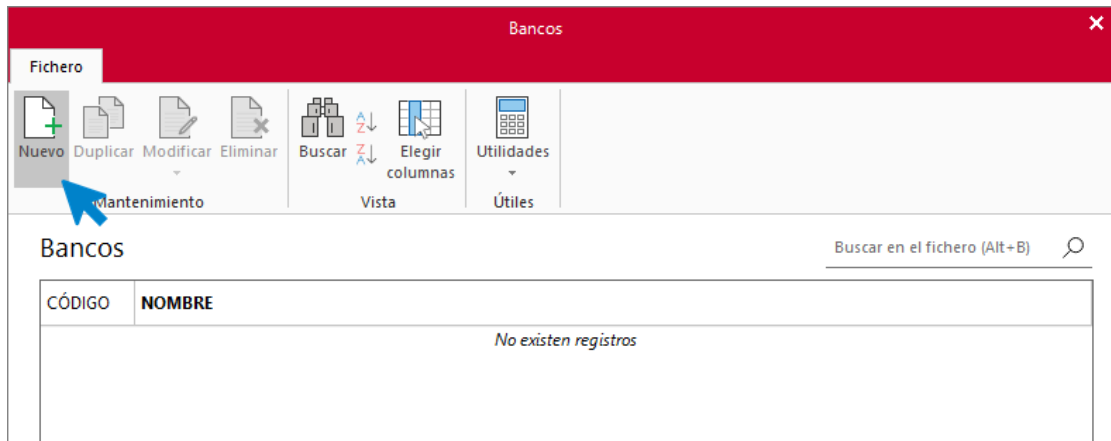 Bancos
Fichero
Nuevo Duplicar Modificar Eliminar Buscar A Z Z A Elegir columnas Utilidades
Mantenimiento Vista Útiles
Bancos Buscar en el fichero (Alt+B)
CÓDIGO NOMBRE
No existen registros